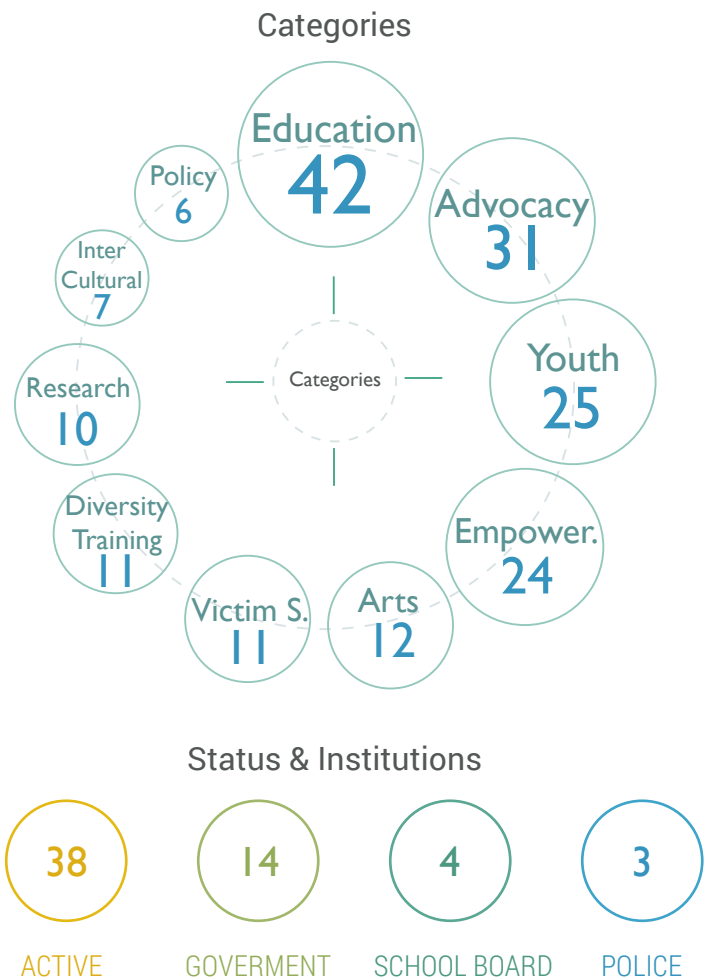 Categories
Education
42
Advocacy
31
Youth
25
Empower.
24
Arts
12
Victim S.
11
Diversity
Training
11
Research
10
Inter
Cultural
7
Policy
6
Categories
Status & Institutions
38
14
4
3
ACTIVE
GOVERMENT
SCHOOL BOARD
POLICE